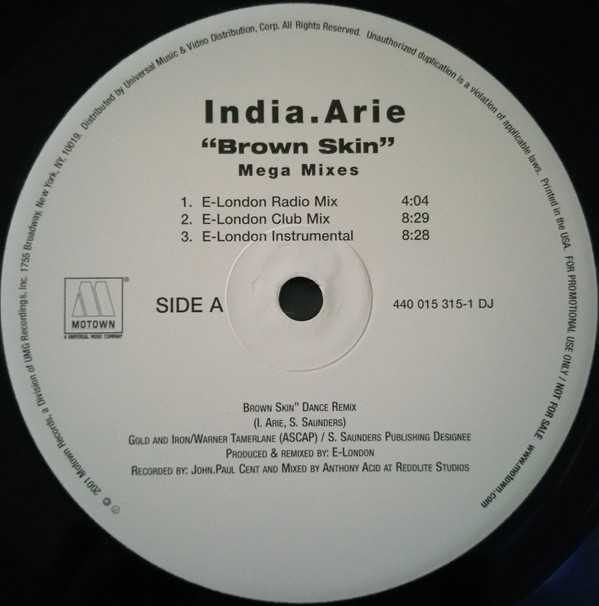 India.Arie
“Brown Skin”
Mega Mixes
1. E-London Radio Mix 4:04
2. E-London Club Mix 8:29
3. E-London Instrumental 8:28
MOTOWN
A UNIVERSAL MUSIC COMPANY
®
SIDE A
440 015 315-1 DJ
BROWN SKIN" DANCE REMIX
(I. ARIE, S. SAUNDERS)
GOLD AND IRON/WARNER TAMERLANE (ASCAP) / S. SAUNDERS PUBLISHING DESIGNEE
PRODUCED & REMIXED BY: E-LONDON
RECORDED BY: JOHN.PAUL CENT AND MIXED BY ANTHONY ACID AT REDDLITE STUDIOS
℗ © 2001 Motown Records, a Division of UMG Recordings, Inc. 1755 Broadway, New York, NY, 10019. Distributed by Universal Music & Video Distribution, Corp. All Rights Reserved. Unauthorized duplication is a violation of applicable laws. Printed in the USA. FOR PROMOTIONAL USE ONLY / NOT FOR SALE www.motown.com